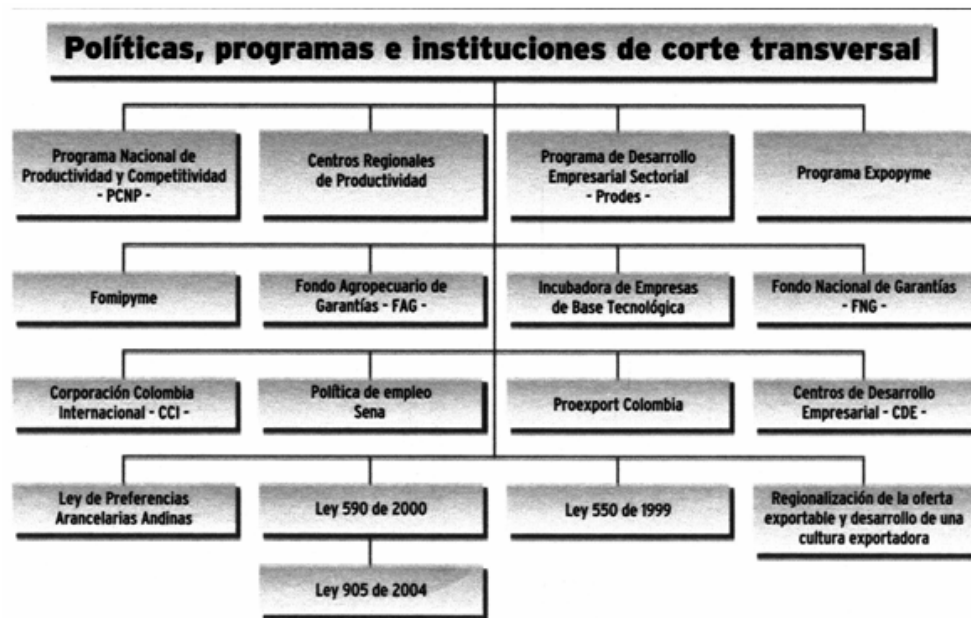 Políticas, programas e instituciones de corte transversal
Programa Nacional de
Productividad y Competitividad
- PCNP -
Centros Regionales
de Productividad
Programa de Desarrollo
Empresarial Sectorial
- Prodes -
Programa Expopyme
Fomipyme
Fondo Agropecuario de
Garantías - FAG -
Incubadora de Empresas
de Base Tecnológica
Fondo Nacional de Garantías
- FNG -
Corporación Colombia
Internacional - CCI -
Política de empleo
Sena
Proexport Colombia
Centros de Desarrollo
Empresarial - CDE -
Ley de Preferencias
Arancelarias Andinas
Ley 590 de 2000
Ley 550 de 1999
Regionalización de la oferta
exportable y desarrollo de una
cultura exportadora
Ley 905 de 2004